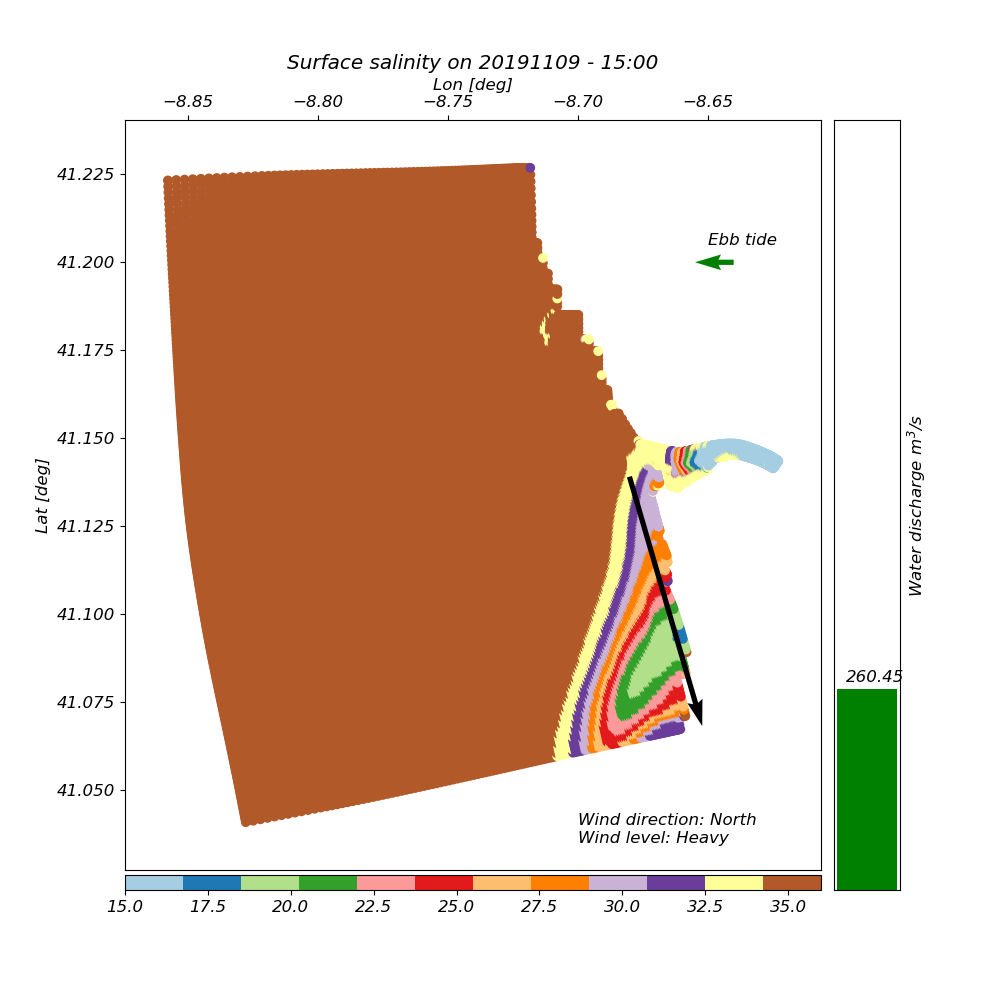 Surface salinity on 20191109 - 15:00
Lon [deg]
−8.85 −8.80 −8.75 −8.70 −8.65
41.225
41.200
41.175
41.150
41.125
41.100
41.075
41.050
Lat [deg]
Ebb tide
Wind direction: North
Wind level: Heavy
260.45
Water discharge m³/s
15.0 17.5 20.0 22.5 25.0 27.5 30.0 32.5 35.0